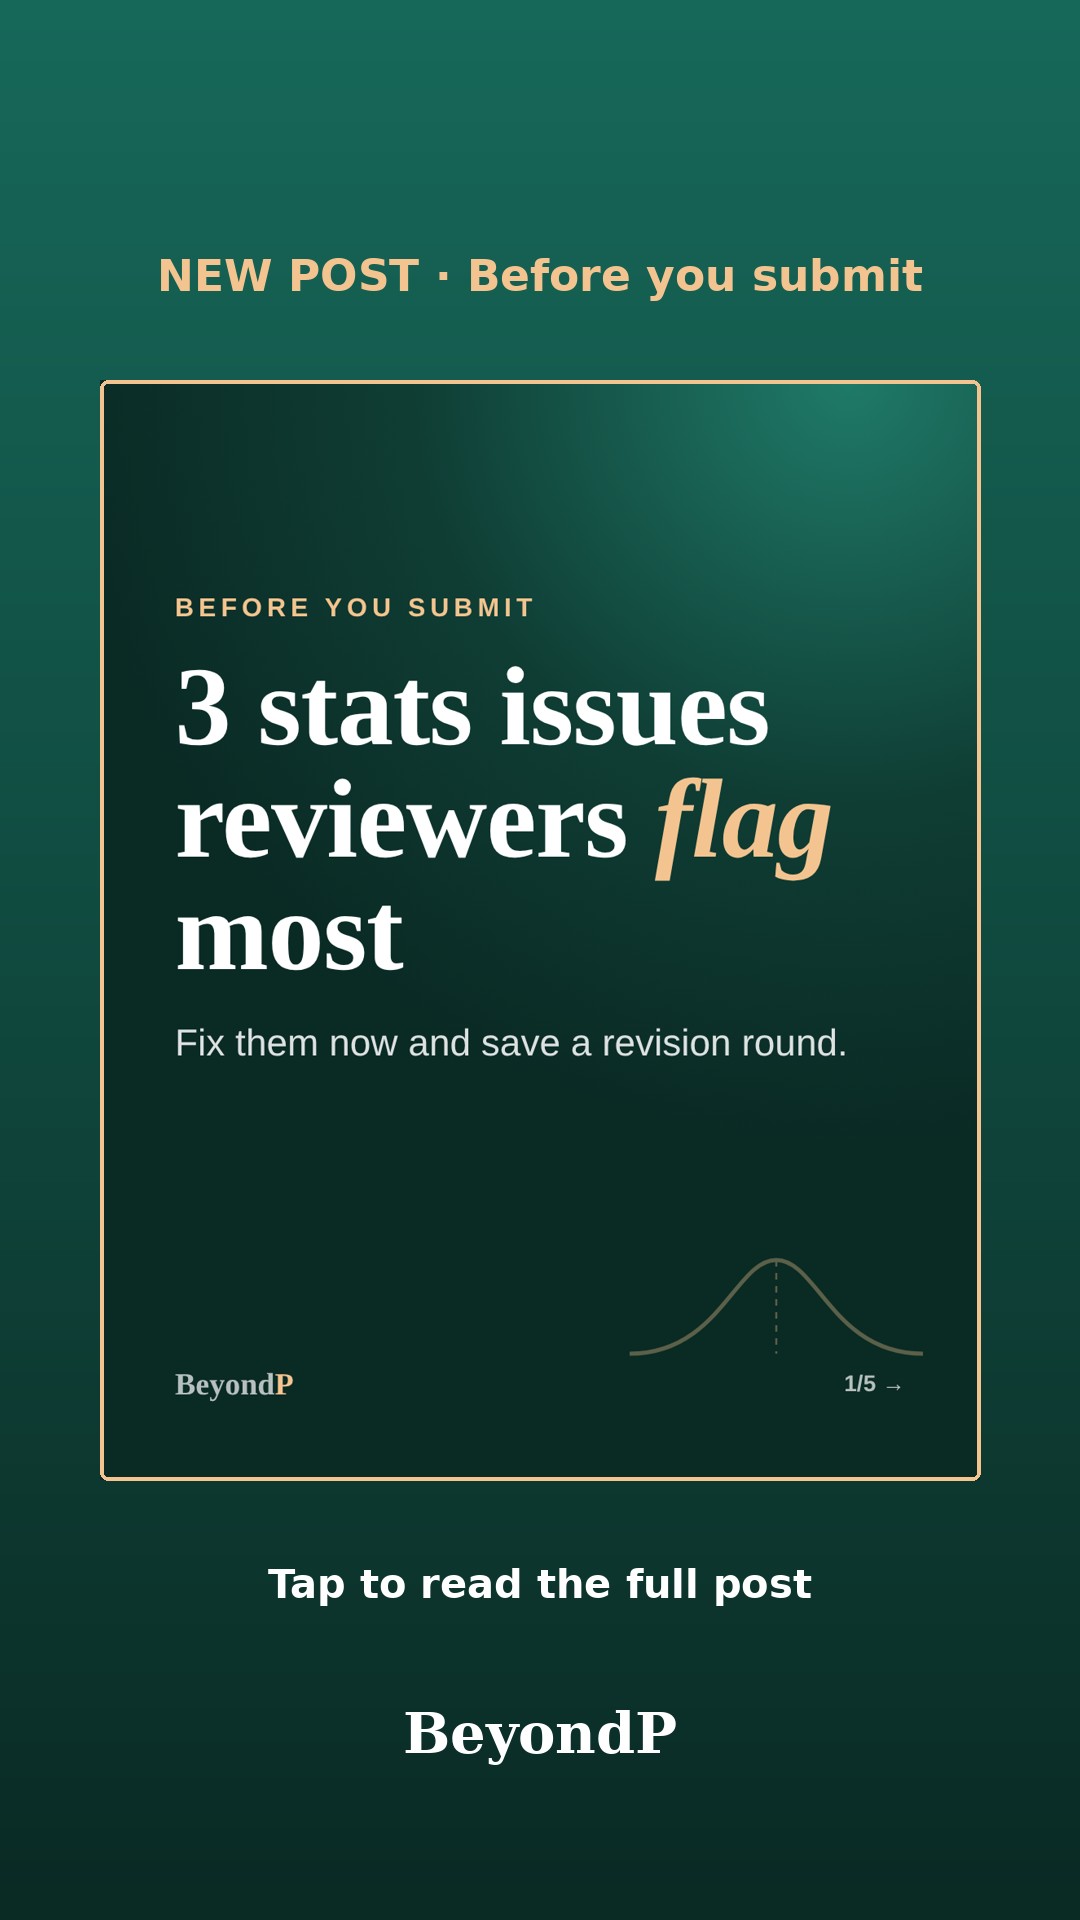 NEW POST · Before you submit
BEFORE YOU SUBMIT
3 stats issues
reviewers flag
most
Fix them now and save a revision round.
BeyondP
1/5 →
Tap to read the full post
BeyondP